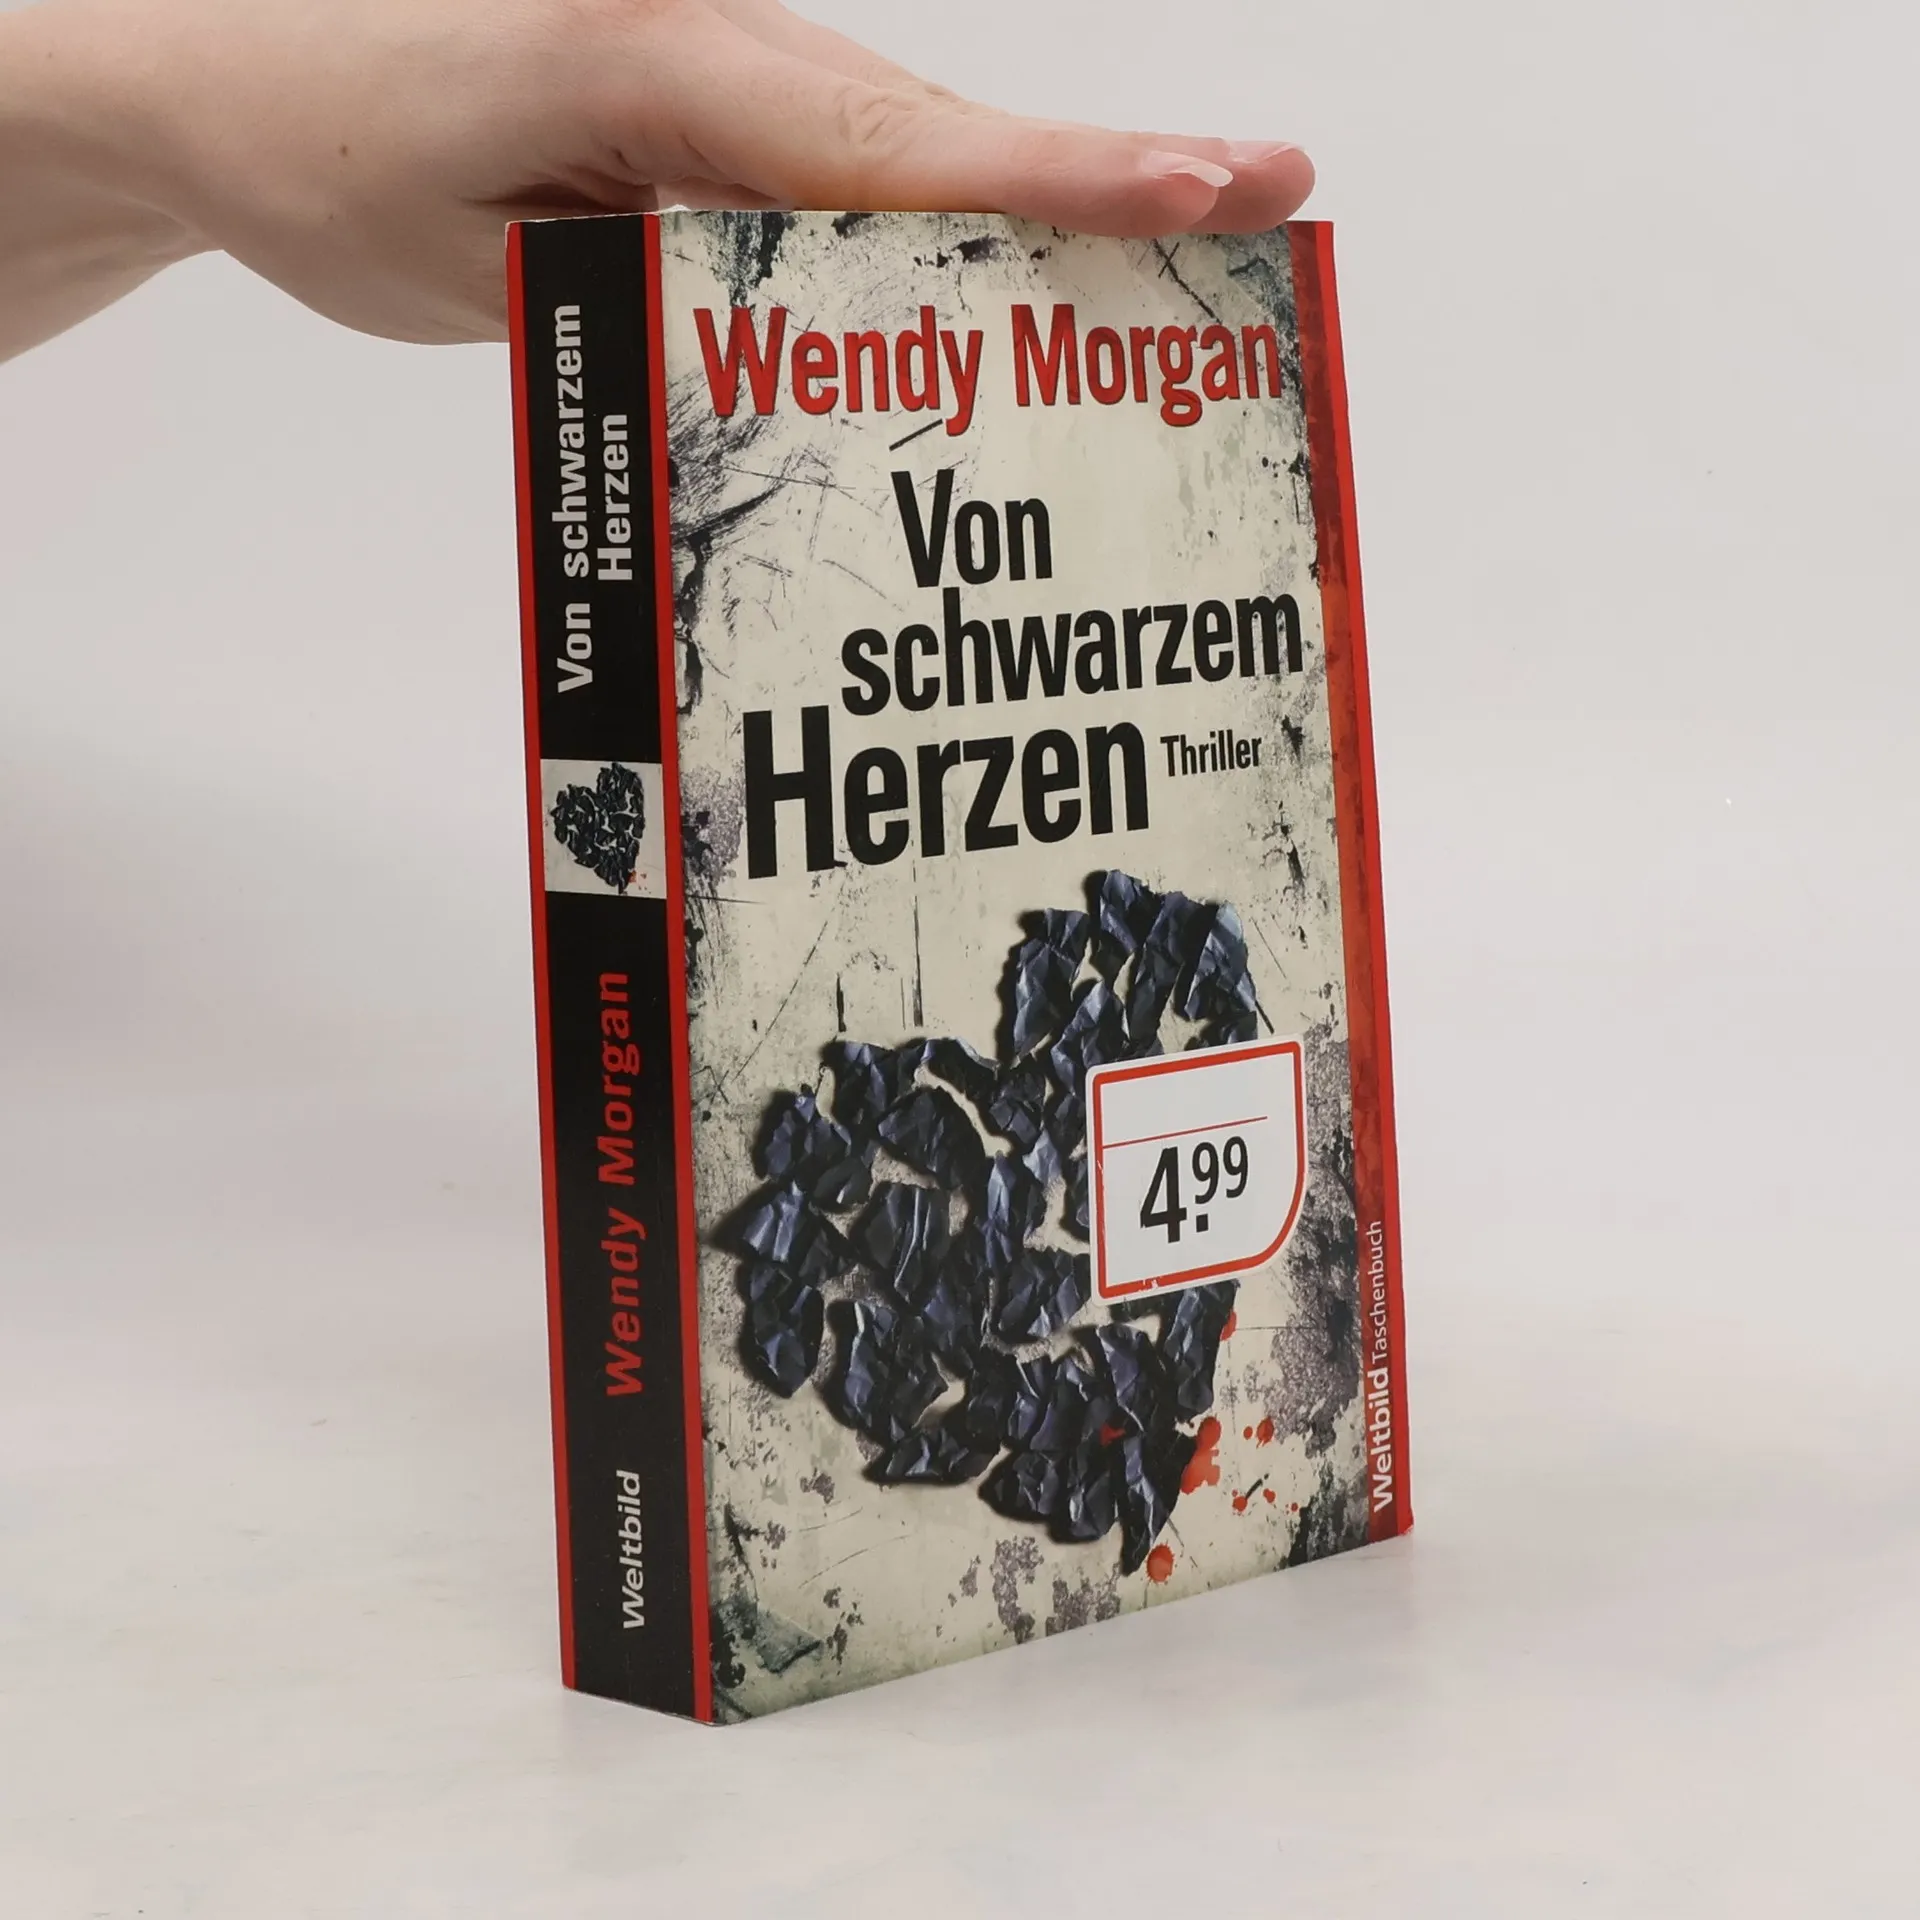 Von schwarzem
Herzen
Wendy Morgan
Weltbild
Wendy Morgan
Von
schwarzem
Herzen Thriller
4.99
Weltbild Taschenbuch